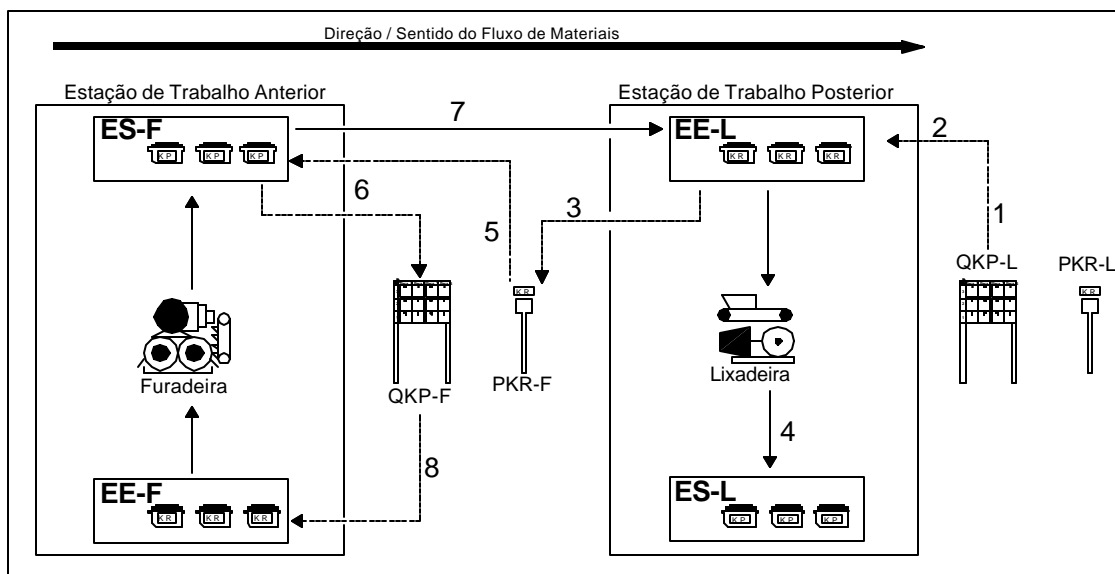 Direção / Sentido do Fluxo de Materiais
Estação de Trabalho Anterior
Estação de Trabalho Posterior
ES-F
KP KP KP
7
EE-L
KR KR KR
2
6
5
3
1
QKP-L
PKR-L
KR
KR
Furadeira
QKP-F
PKR-F
Lixadeira
4
8
EE-F
KR KR KR
ES-L
KP KP KP